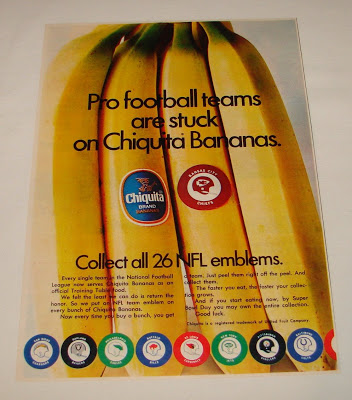 Pro football teams
are stuck
on Chiquita Bananas.
Chiquita
BRAND
BANANAS
KANSAS CITY
CHIEFS
Collect all 26 NFL emblems.
Every single team in the National Football
League now serves Chiquita Bananas as an
official Training Table food.
We felt the least we can do is return the
honor. So we put an NFL team emblem on
every bunch of Chiquita Bananas.
Now every time you buy a bunch, you get
a team. Just peel them right off the peel. And
collect them.
The faster you eat, the faster your collec-
tion grows.
And if you start eating now, by Super
Bowl Day you may own the entire collection.
Good luck.
Chiquita is a registered trademark of United Fruit Company.